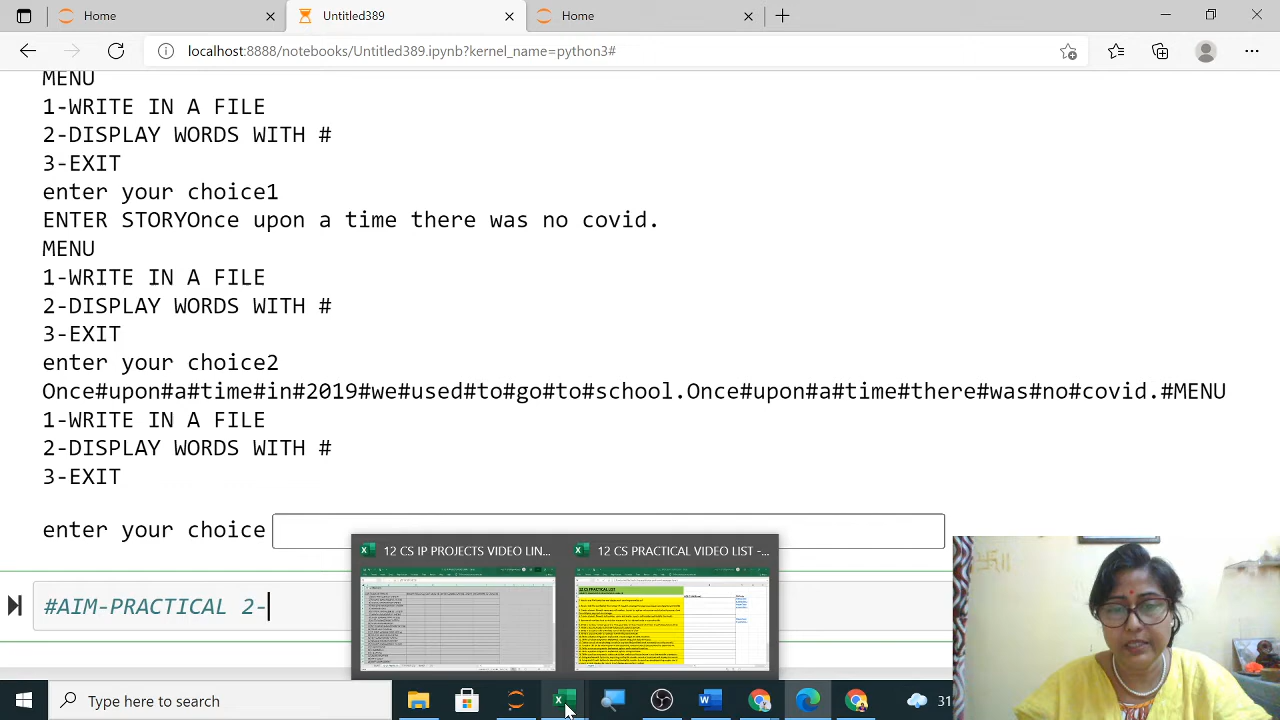 Home
Untitled389
Home
localhost:8888/notebooks/Untitled389.ipynb?kernel_name=python3#
MENU
1-WRITE IN A FILE
2-DISPLAY WORDS WITH #
3-EXIT
enter your choice1
ENTER STORYOnce upon a time there was no covid.
MENU
1-WRITE IN A FILE
2-DISPLAY WORDS WITH #
3-EXIT
enter your choice2
Once#upon#a#time#in#2019#we#used#to#go#to#school.Once#upon#a#time#there#was#no#covid.#MENU
1-WRITE IN A FILE
2-DISPLAY WORDS WITH #
3-EXIT
enter your choice
12 CS IP PROJECTS VIDEO LIN...
12 CS PRACTICAL VIDEO LIST -...
#AIM-PRACTICAL 2-
Type here to search
31